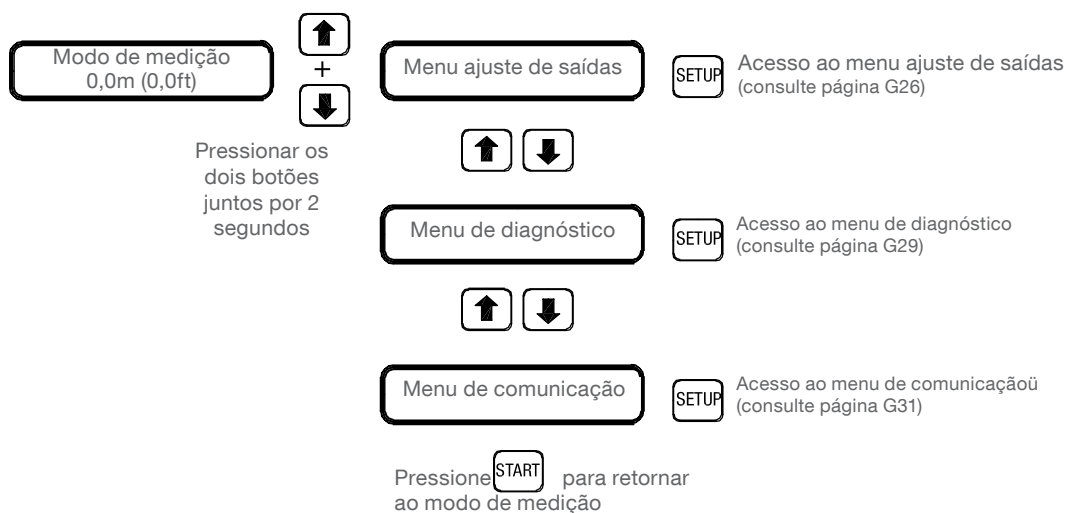 Modo de medição
0,0m (0,0ft)
+
Pressionar os
dois botões
juntos por 2
segundos
Menu ajuste de saídas
SETUP
Acesso ao menu ajuste de saídas
(consulte página G26)
Menu de diagnóstico
SETUP
Acesso ao menu de diagnóstico
(consulte página G29)
Menu de comunicação
SETUP
Acesso ao menu de comunicaçãoü
(consulte página G31)
Pressione START para retornar
ao modo de medição